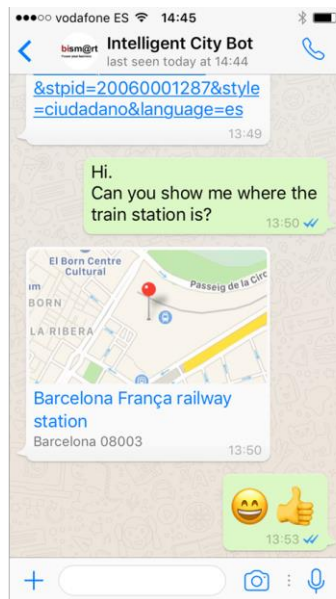 vodafone ES 14:45
bism@rt
Intelligent City Bot
last seen today at 14:44
&stpid=20060001287&style
=ciudadano&language=es
13:49
Hi.
Can you show me where the
train station is?
13:50
El Born Centre
Cultural
Passeig de la Circ
BORN
LA RIBERA
Barcelona França railway
station
Barcelona 08003
13:50
13:53